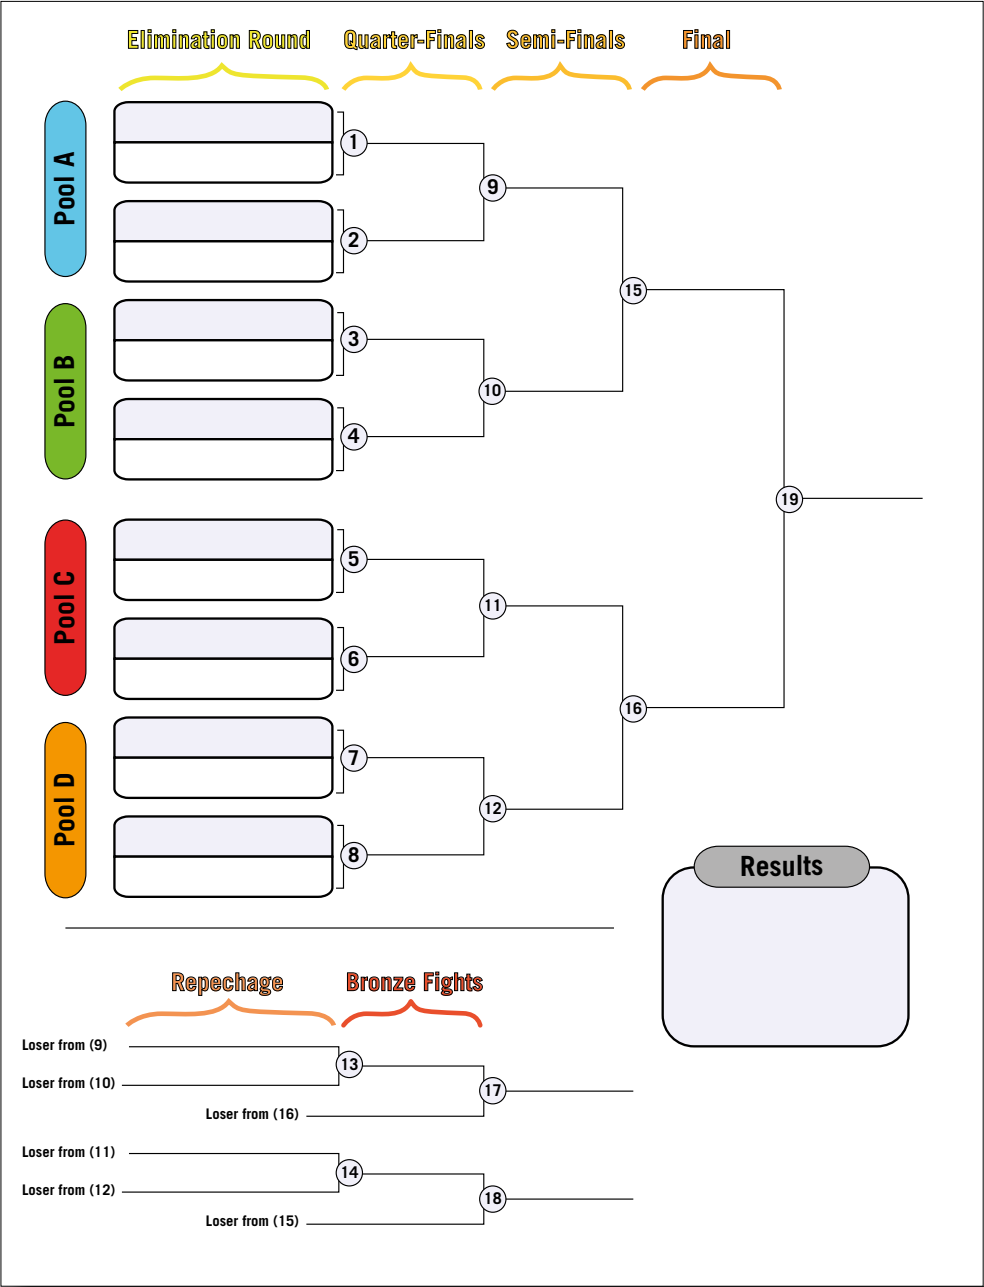 Elimination Round Quarter-Finals Semi-Finals Final
Pool A
1
9
2
15
Pool B
3
10
4
19
Pool C
5
11
6
16
Pool D
7
12
8
Results
Repechage Bronze Fights
Loser from (9)
13
Loser from (10)
17
Loser from (16)
Loser from (11)
14
Loser from (12)
18
Loser from (15)